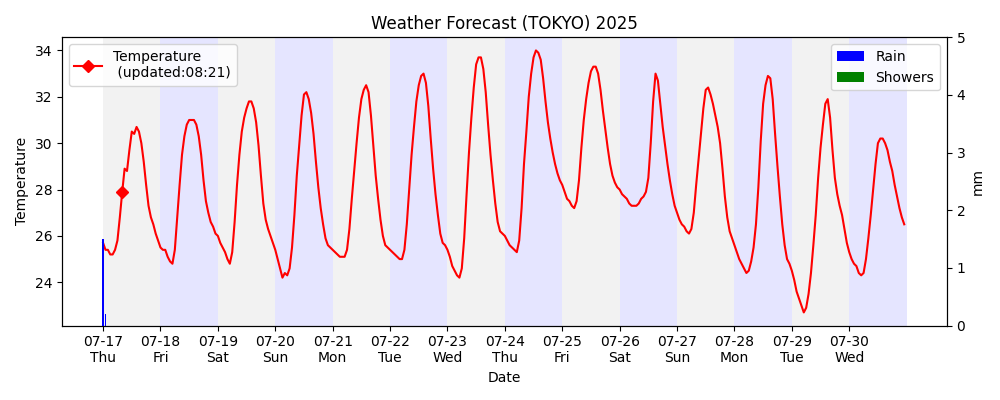 Weather Forecast (TOKYO) 2025
Temperature
(updated:08:21)
Rain
Showers
34
32
30
28
26
24
Temperature
5
4
3
2
1
0
mm
07-17 07-18 07-19 07-20 07-21 07-22 07-23 07-24 07-25 07-26 07-27 07-28 07-29 07-30
Thu Fri Sat Sun Mon Tue Wed Thu Fri Sat Sun Mon Tue Wed
Date